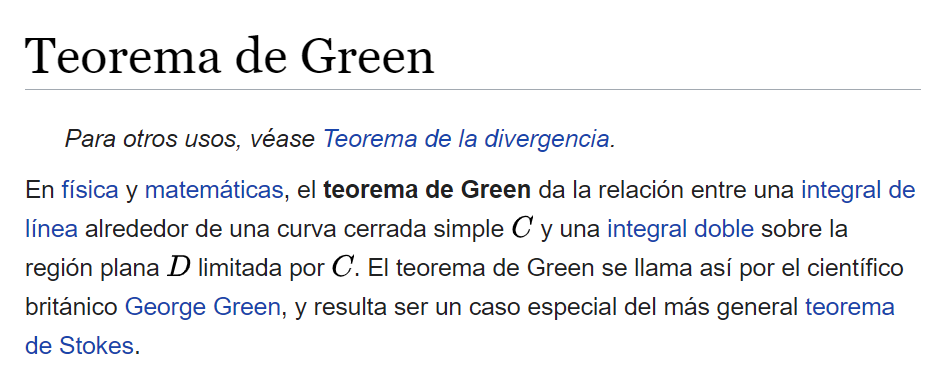 Teorema de Green
Para otros usos, véase Teorema de la divergencia.
En física y matemáticas, el teorema de Green da la relación entre una integral de
línea alrededor de una curva cerrada simple C y una integral doble sobre la
región plana D limitada por C. El teorema de Green se llama así por el científico
británico George Green, y resulta ser un caso especial del más general teorema
de Stokes.